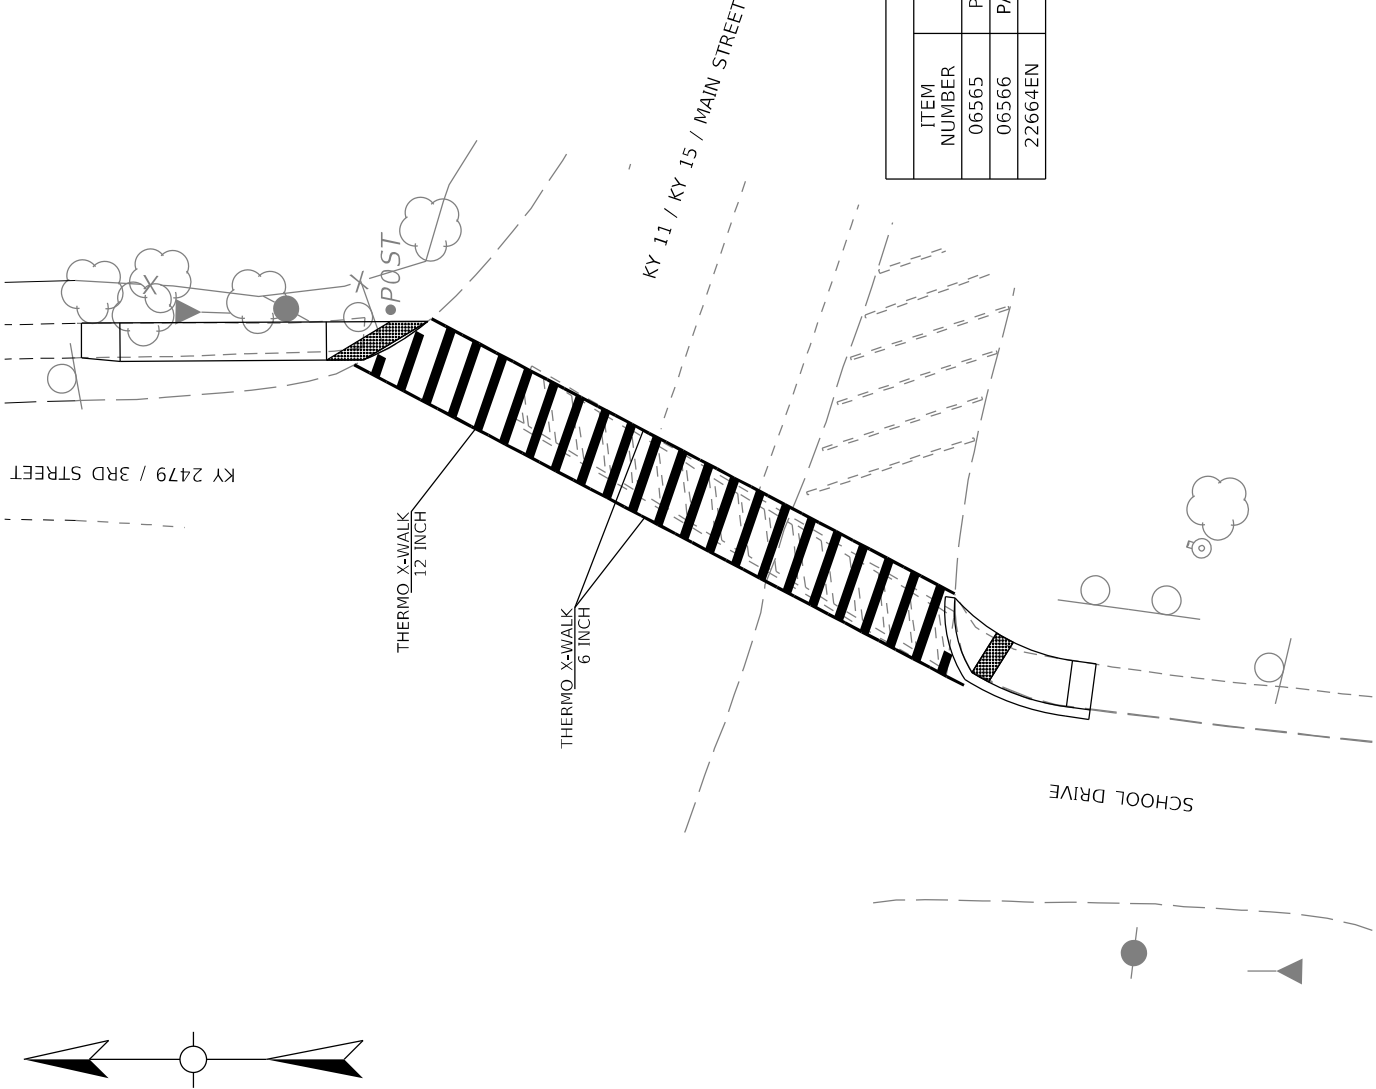 KY 11 / KY 15 / MAIN STREET
ITEM
NUMBER
06565
06566
22664EN
POST
KY 2479 / 3RD STREET
THERMO X-WALK
12 INCH
THERMO X-WALK
6 INCH
SCHOOL DRIVE